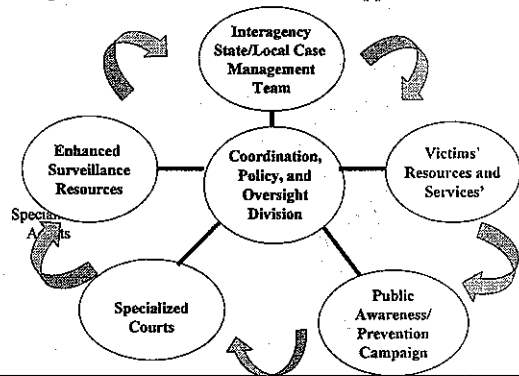 Interagency
State/Local Case
Management
Team
Enhanced
Surveillance
Resources
Coordination,
Policy, and
Oversight
Division
Victims'
Resources and
Services'
Specialized
Courts
Public
Awareness/
Prevention
Campaign